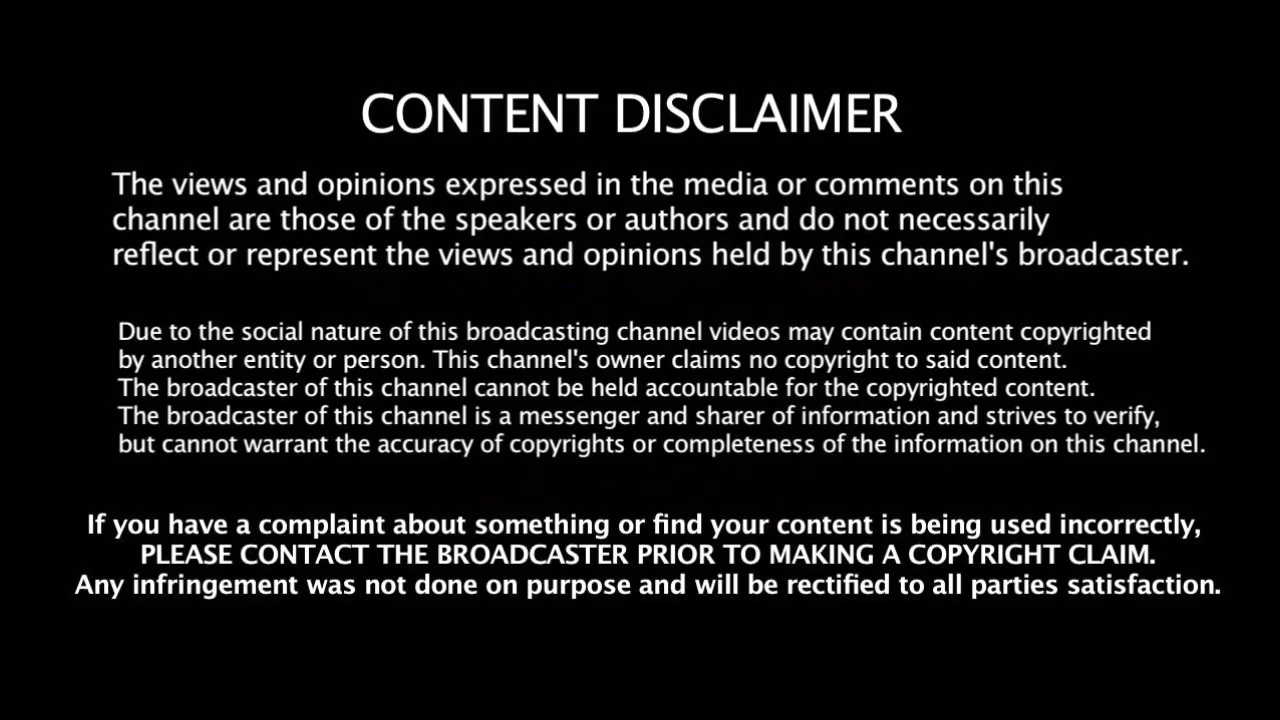 CONTENT DISCLAIMER
The views and opinions expressed in the media or comments on this
channel are those of the speakers or authors and do not necessarily
reflect or represent the views and opinions held by this channel's broadcaster.
Due to the social nature of this broadcasting channel videos may contain content copyrighted
by another entity or person. This channel's owner claims no copyright to said content.
The broadcaster of this channel cannot be held accountable for the copyrighted content.
The broadcaster of this channel is a messenger and sharer of information and strives to verify,
but cannot warrant the accuracy of copyrights or completeness of the information on this channel.
If you have a complaint about something or find your content is being used incorrectly,
PLEASE CONTACT THE BROADCASTER PRIOR TO MAKING A COPYRIGHT CLAIM.
Any infringement was not done on purpose and will be rectified to all parties satisfaction.